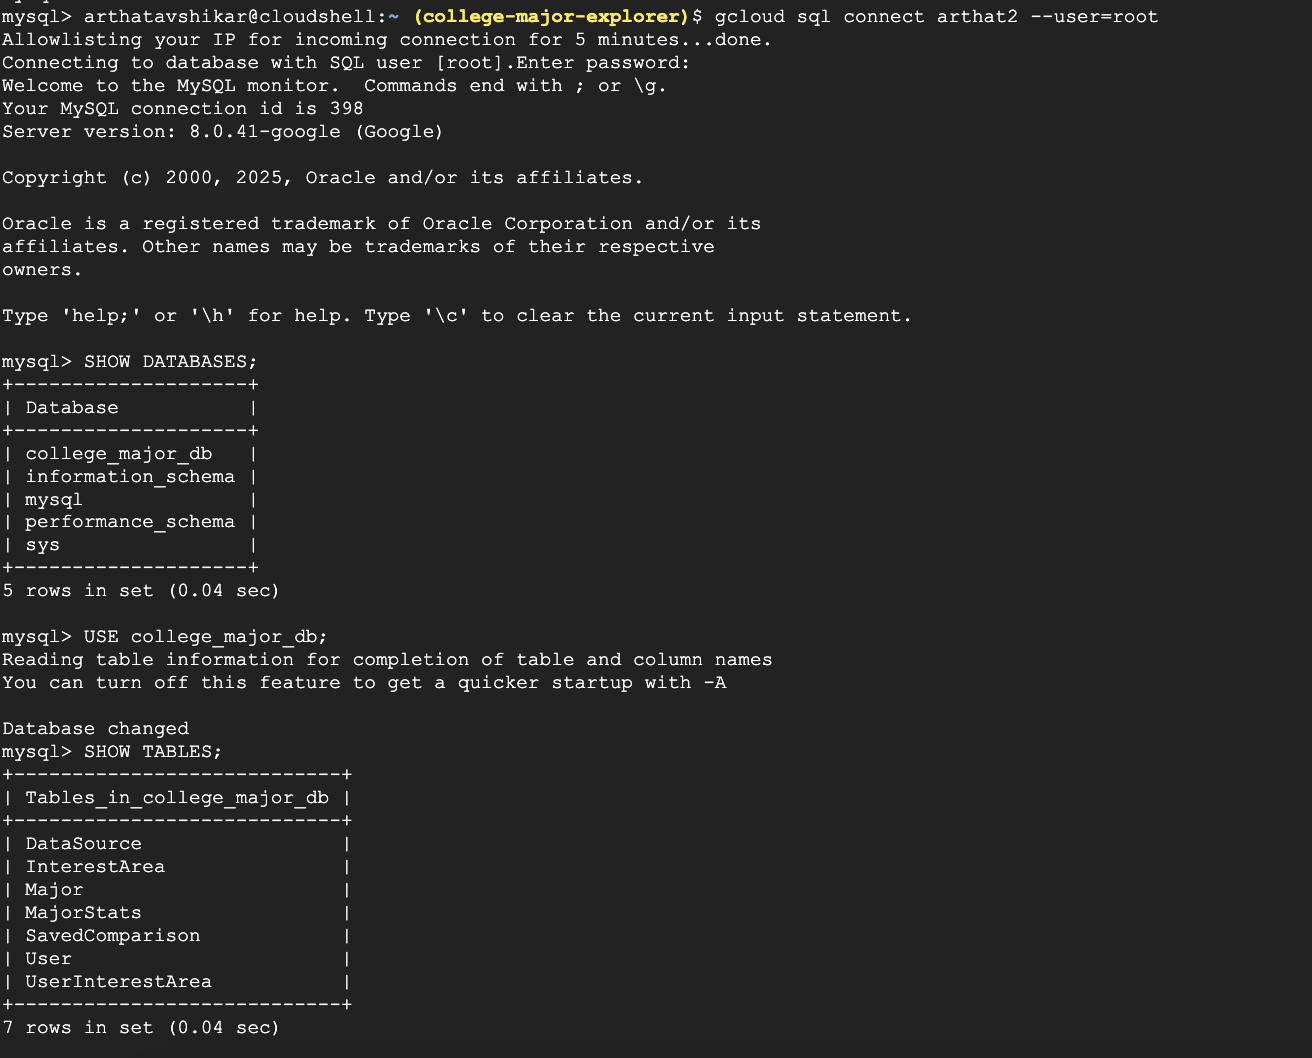 mysql> arthatavshikar@cloudshell:~ (college-major-explorer)$ gcloud sql connect arthat2 --user=root
Allowlisting your IP for incoming connection for 5 minutes...done.
Connecting to database with SQL user [root].Enter password:
Welcome to the MySQL monitor.  Commands end with ; or \g.
Your MySQL connection id is 398
Server version: 8.0.41-google (Google)

Copyright (c) 2000, 2025, Oracle and/or its affiliates.

Oracle is a registered trademark of Oracle Corporation and/or its
affiliates. Other names may be trademarks of their respective
owners.

Type 'help;' or '\h' for help. Type '\c' to clear the current input statement.

mysql> SHOW DATABASES;
+--------------------+
| Database           |
+--------------------+
| college_major_db   |
| information_schema |
| mysql              |
| performance_schema |
| sys                |
+--------------------+
5 rows in set (0.04 sec)

mysql> USE college_major_db;
Reading table information for completion of table and column names
You can turn off this feature to get a quicker startup with -A

Database changed
mysql> SHOW TABLES;
+----------------------------+
| Tables_in_college_major_db |
+----------------------------+
| DataSource                 |
| InterestArea               |
| Major                      |
| MajorStats                 |
| SavedComparison            |
| User                       |
| UserInterestArea           |
+----------------------------+
7 rows in set (0.04 sec)